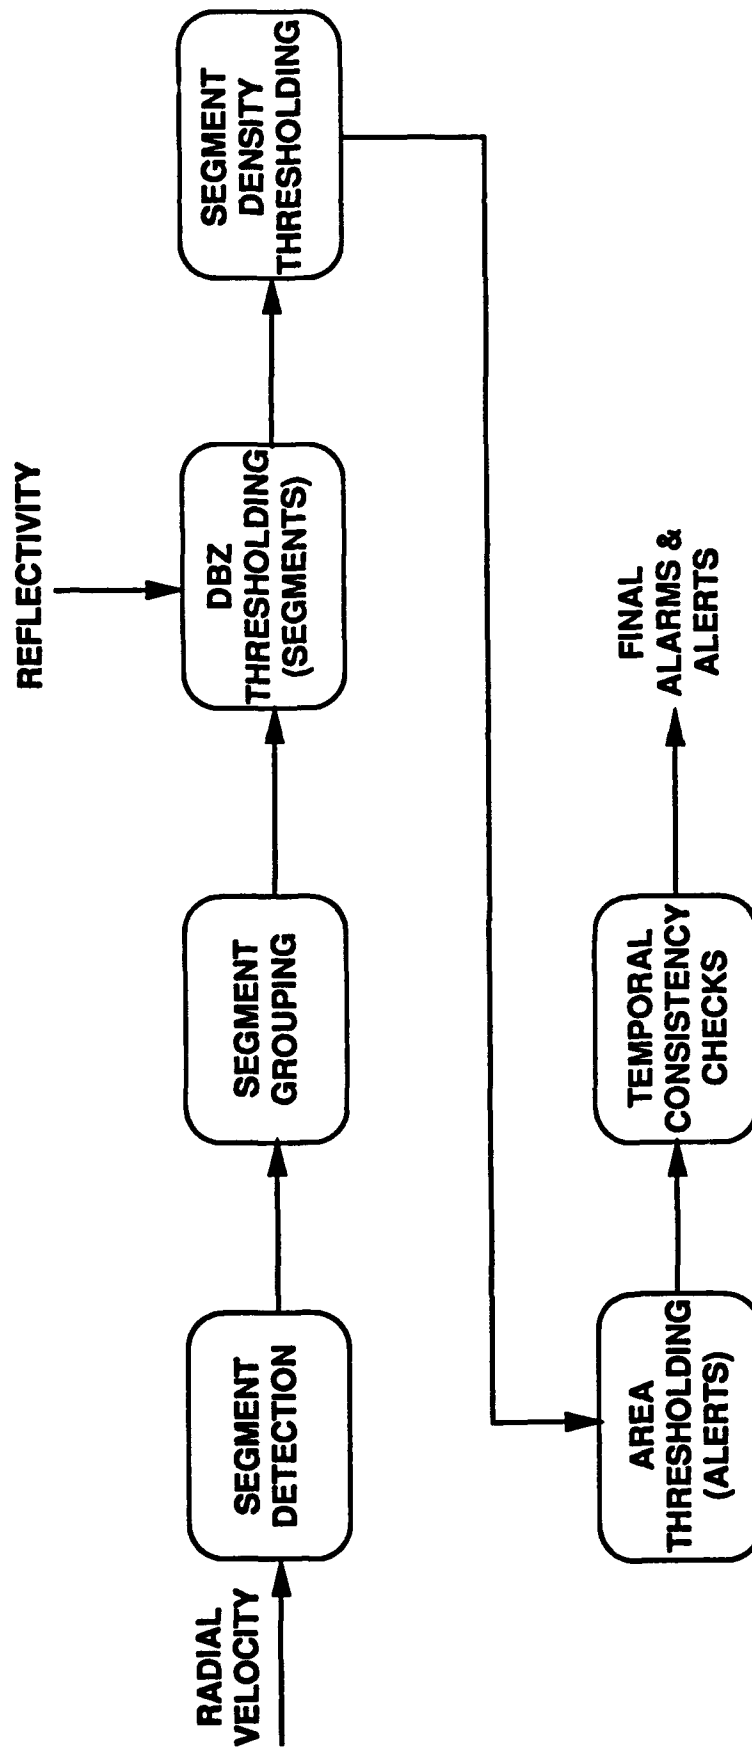 RADIAL
VELOCITY
SEGMENT
DETECTION
SEGMENT
GROUPING
REFLECTIVITY
DBZ
THRESHOLDING
(SEGMENTS)
SEGMENT
DENSITY
THRESHOLDING
AREA
THRESHOLDING
(ALERTS)
TEMPORAL
CONSISTENCY
CHECKS
FINAL
ALARMS &
ALERTS